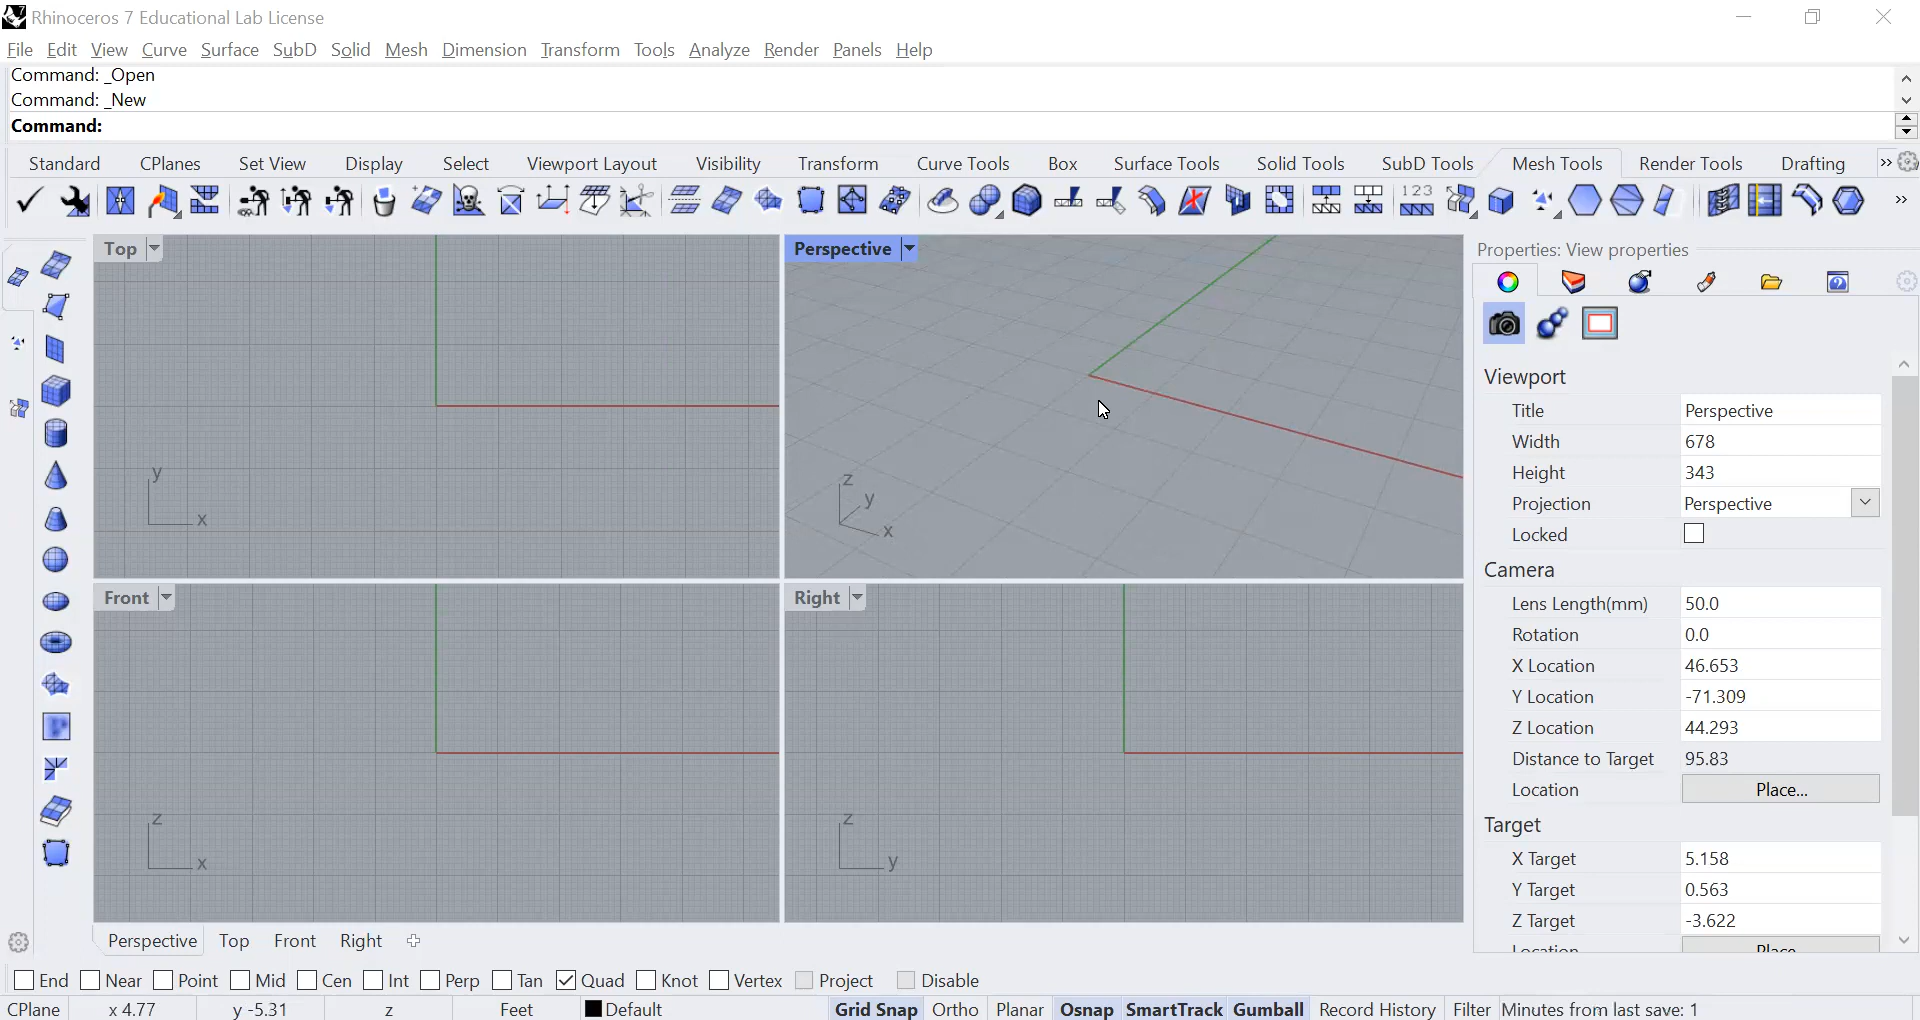 Rhinoceros 7 Educational Lab License
File Edit View Curve Surface SubD Solid Mesh Dimension Transform Tools Analyze Render Panels Help
Command: _Open
Command: _New
Command:
Standard CPlanes Set View Display Select Viewport Layout Visibility Transform Curve Tools Box Surface Tools Solid Tools SubD Tools Mesh Tools Render Tools Drafting »
1 2 3 »
Top
Perspective
Properties: View properties
y
x
z
y
x
Viewport
Title Perspective
Width 678
Height 343
Projection Perspective
Locked
Camera
Lens Length(mm) 50.0
Rotation 0.0
X Location 46.653
Y Location -71.309
Z Location 44.293
Distance to Target 95.83
Location Place...
Target
X Target 5.158
Y Target 0.563
Z Target -3.622
Front
Right
z
x
z
y
Perspective Top Front Right
End Near Point Mid Cen Int Perp Tan Quad Knot Vertex Project Disable
CPlane x 4.77 y -5.31 z Feet Default Grid Snap Ortho Planar Osnap SmartTrack Gumball Record History Filter Minutes from last save: 1